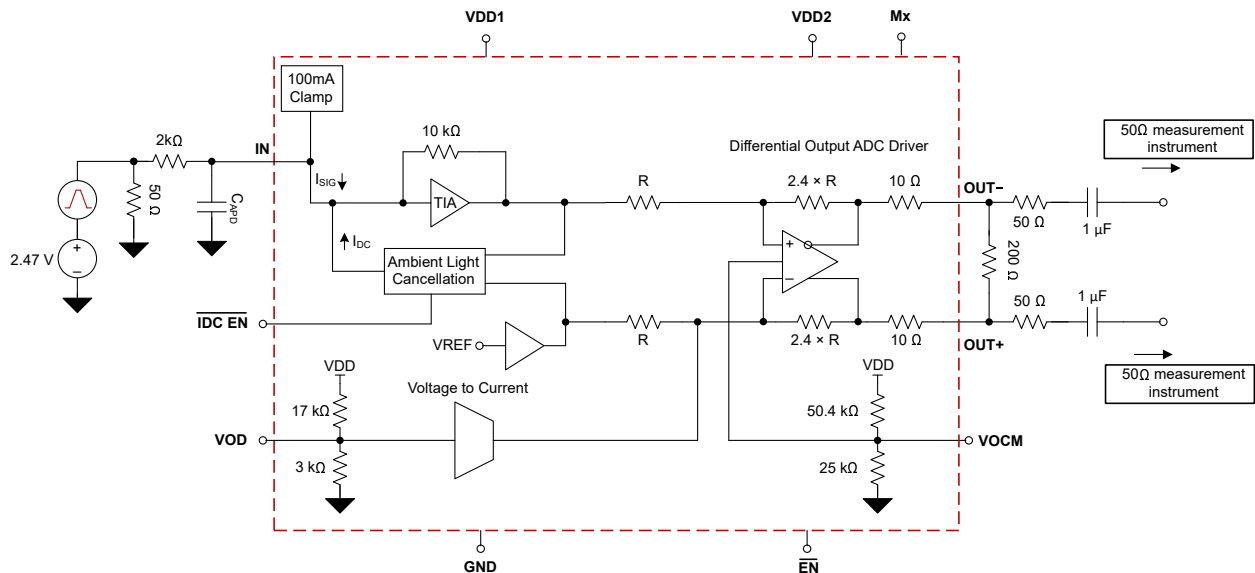 VDD1
VDD2
Mx
100mA
Clamp
2kΩ
IN
10 kΩ
50Ω measurement
instrument
Differential Output ADC Driver
50 Ω
C_APD
I_SIG
TIA
R
2.4 × R
10 Ω
OUT−
50 Ω
1 µF
+
−
2.47 V
I_DC
Ambient Light
Cancellation
+
−
200 Ω
IDC EN
VREF
R
2.4 × R
10 Ω
OUT+
50 Ω
1 µF
VDD
Voltage to Current
VDD
50Ω measurement
instrument
17 kΩ
50.4 kΩ
VOD
VOCM
3 kΩ
25 kΩ
GND
EN